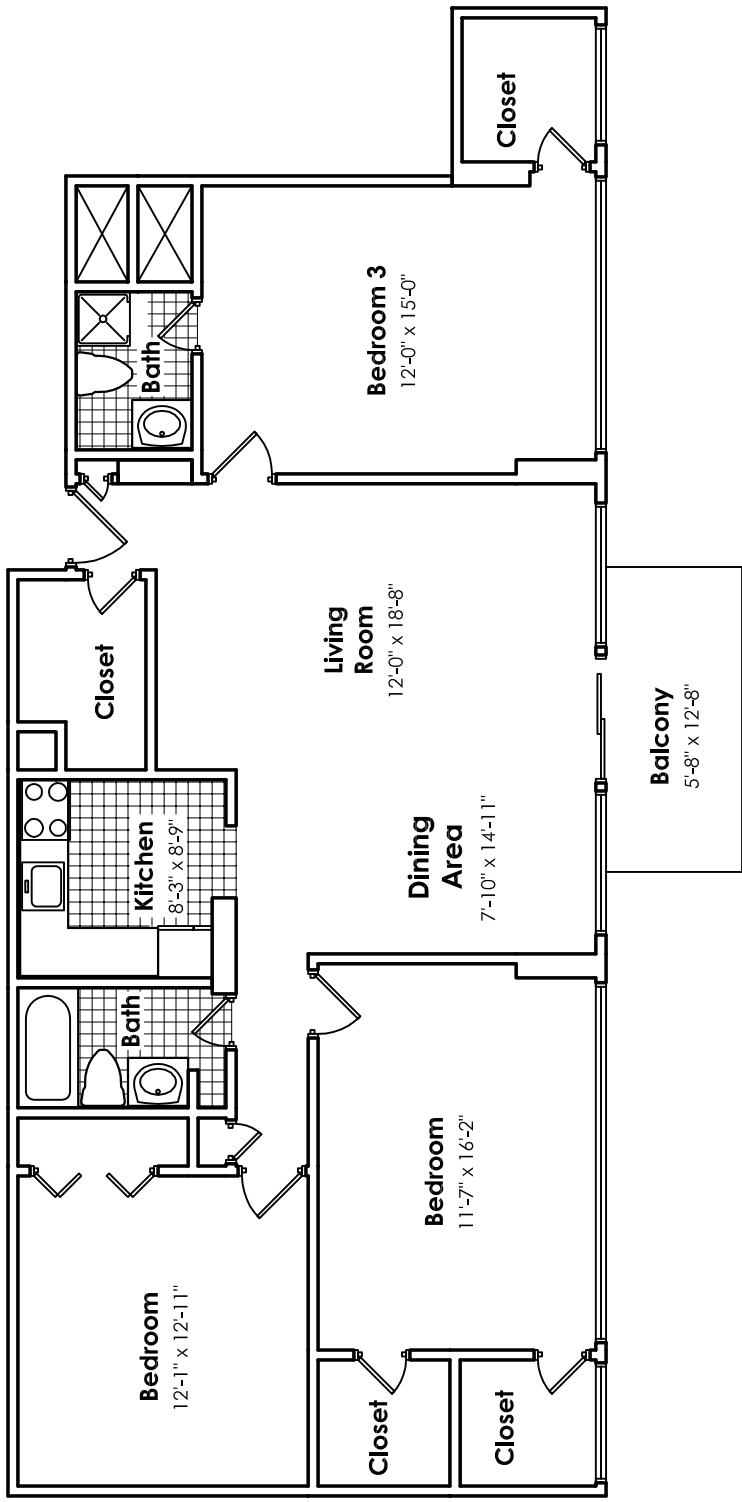 Closet
Bedroom 3
12'-0" x 15'-0"
Bath
Closet
Living
Room
12'-0" x 18'-8"
Balcony
5'-8" x 12'-8"
Kitchen
8'-3" x 8'-9"
Dining
Area
7'-10" x 14'-11"
Bath
Bedroom
11'-7" x 16'-2"
Bedroom
12'-1" x 12'-11"
Closet
Closet